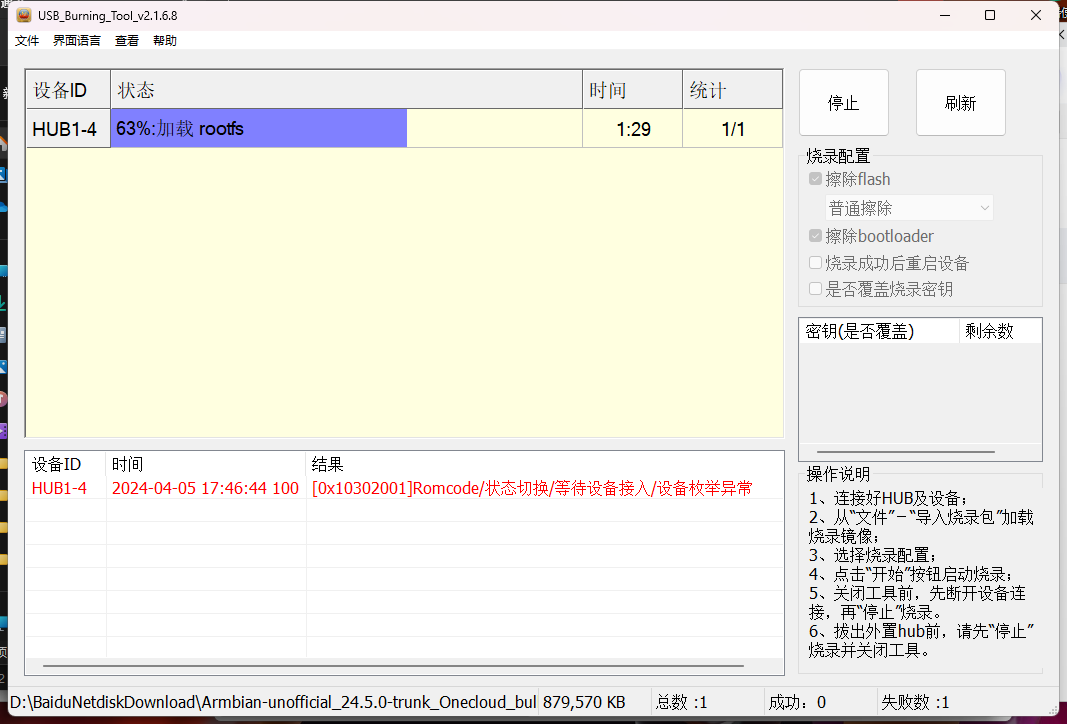 USB_Burning_Tool_v2.1.6.8
文件 界面语言 查看 帮助
设备ID 状态 时间 统计
HUB1-4 63%:加载 rootfs 1:29 1/1
停止 刷新
烧录配置
擦除flash
普通擦除
擦除bootloader
烧录成功后重启设备
是否覆盖烧录密钥
密钥(是否覆盖) 剩余数
设备ID 时间 结果
HUB1-4 2024-04-05 17:46:44 100 [0x10302001]Romcode/状态切换/等待设备接入/设备枚举异常
操作说明
1、连接好HUB及设备；
2、从“文件”－“导入烧录包”加载
烧录镜像；
3、选择烧录配置；
4、点击“开始”按钮启动烧录；
5、关闭工具前，先断开设备连
接，再“停止”烧录。
6、拔出外置hub前，请先“停止”
烧录并关闭工具。
D:\BaiduNetdiskDownload\Armbian-unofficial_24.5.0-trunk_Onecloud_bul 879,570 KB 总数 :1 成功：0 失败数 :1